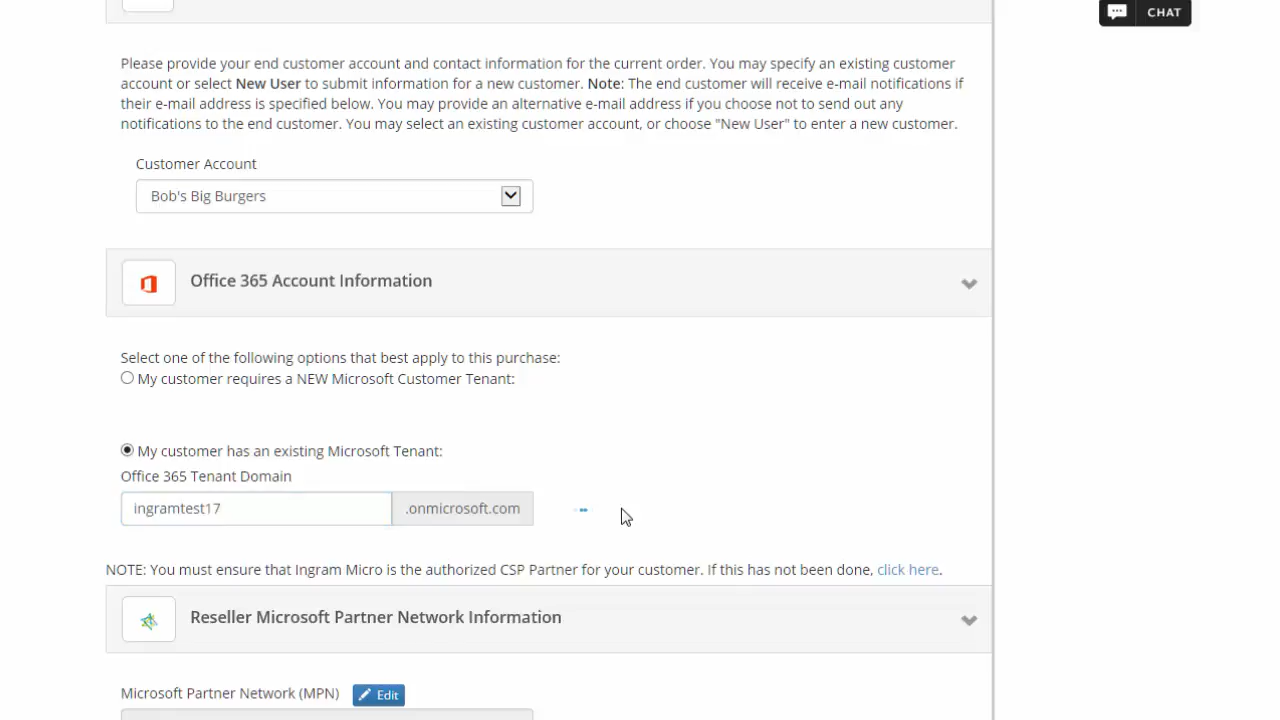 CHAT
Please provide your end customer account and contact information for the current order. You may specify an existing customer
account or select New User to submit information for a new customer. Note: The end customer will receive e-mail notifications if
their e-mail address is specified below. You may provide an alternative e-mail address if you choose not to send out any
notifications to the end customer. You may select an existing customer account, or choose "New User" to enter a new customer.
Customer Account
Bob's Big Burgers
Office 365 Account Information
Select one of the following options that best apply to this purchase:
My customer requires a NEW Microsoft Customer Tenant:
My customer has an existing Microsoft Tenant:
Office 365 Tenant Domain
ingramtest17 .onmicrosoft.com
NOTE: You must ensure that Ingram Micro is the authorized CSP Partner for your customer. If this has not been done, click here.
Reseller Microsoft Partner Network Information
Microsoft Partner Network (MPN) Edit